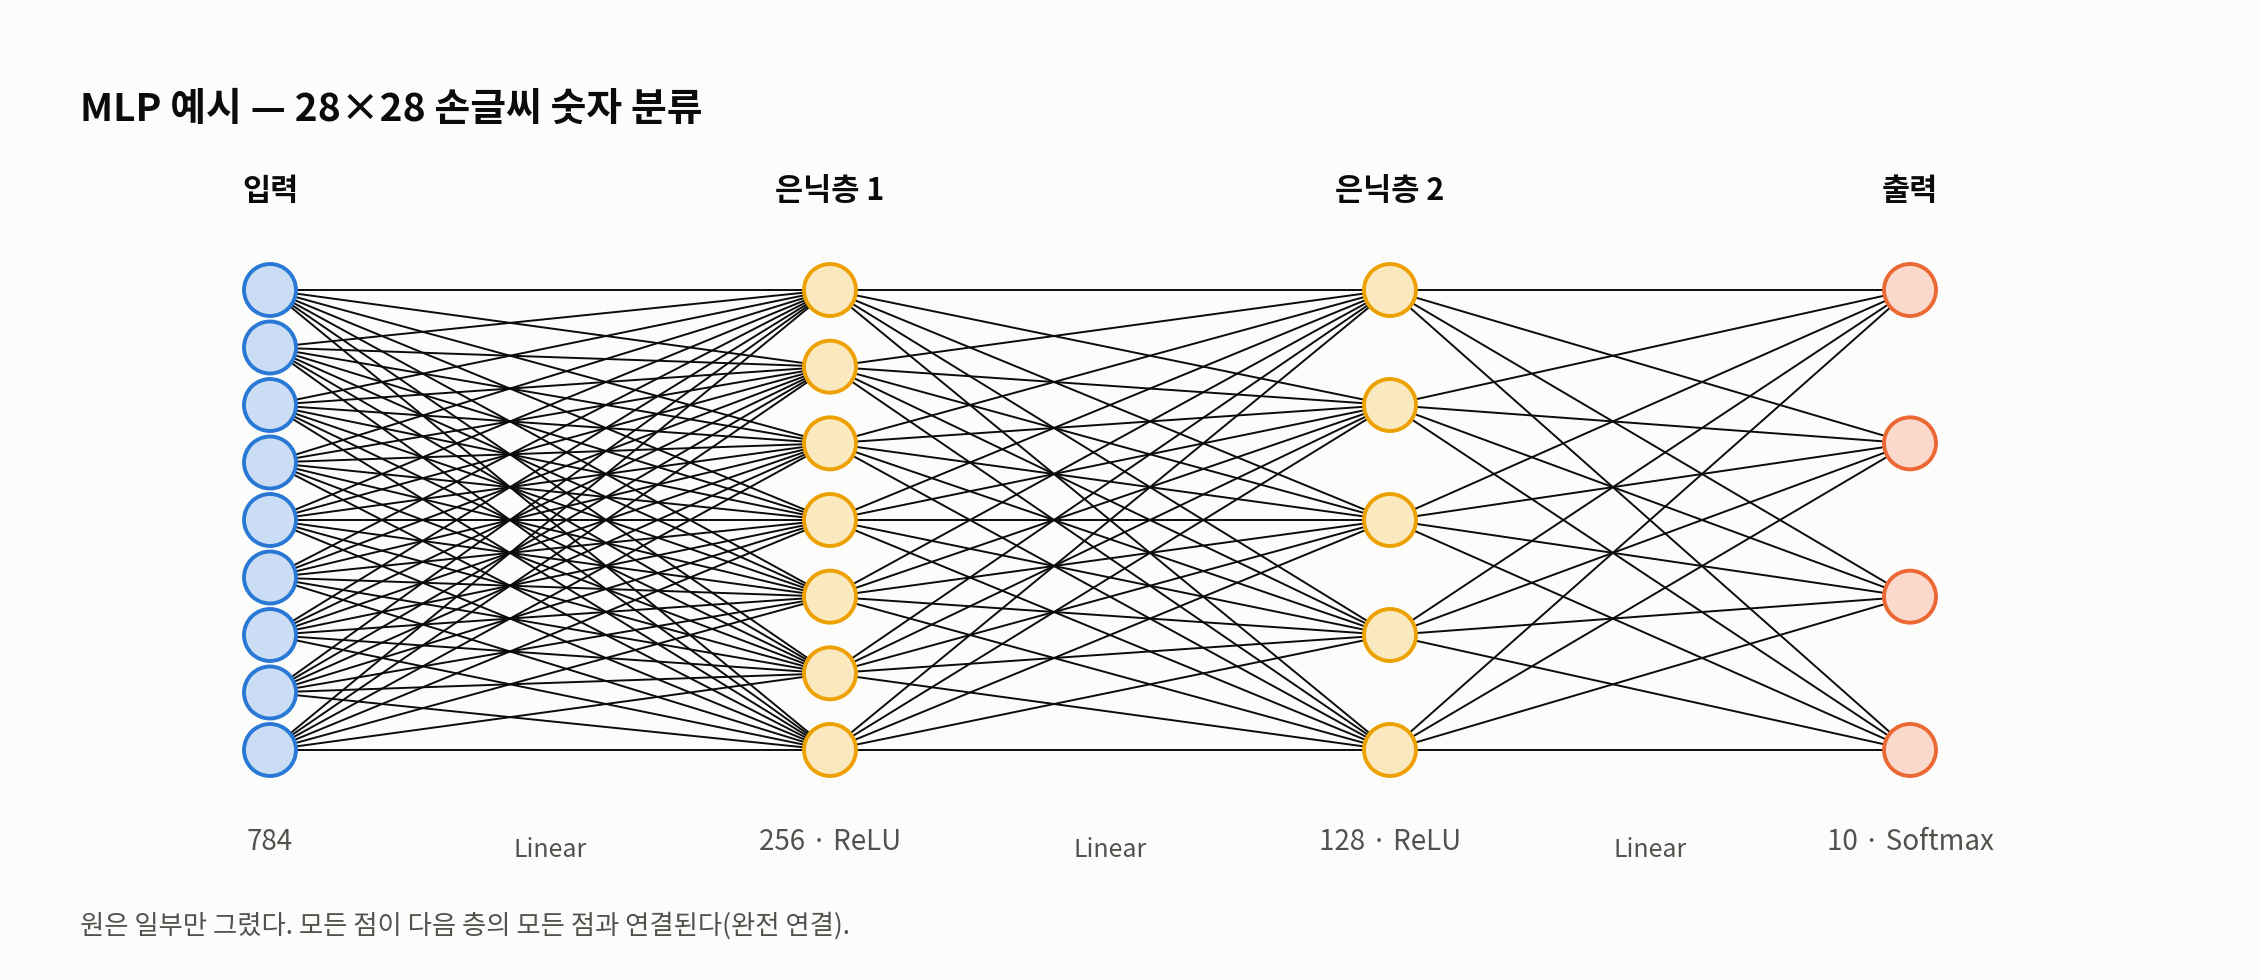 MLP 예시 — 28×28 손글씨 숫자 분류
입력 은닉층 1 은닉층 2 출력
784 Linear 256 · ReLU Linear 128 · ReLU Linear 10 · Softmax
원은 일부만 그렸다. 모든 점이 다음 층의 모든 점과 연결된다(완전 연결).